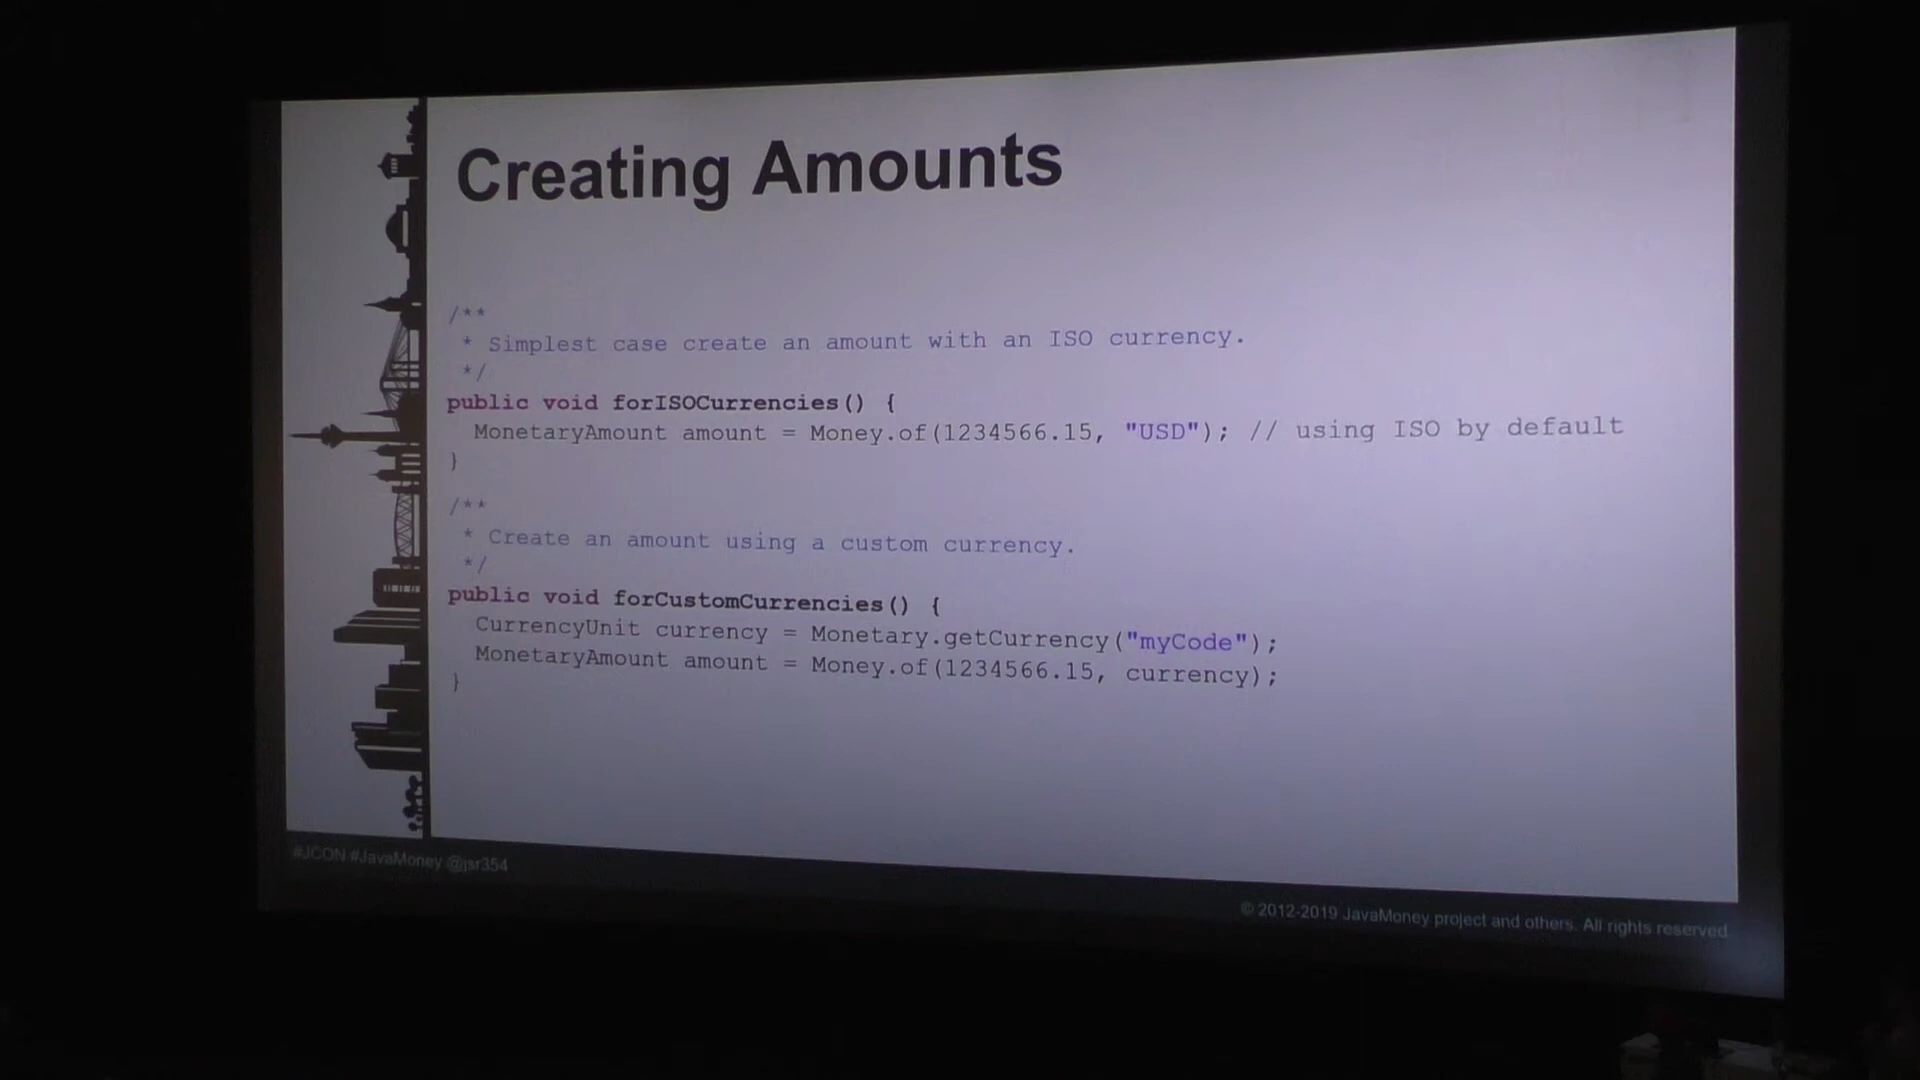 Creating Amounts
/**
* Simplest case create an amount with an ISO currency.
*/
public void forISOCurrencies() {
MonetaryAmount amount = Money.of(1234566.15, "USD"); // using ISO by default
}
/**
* Create an amount using a custom currency.
*/
public void forCustomCurrencies() {
CurrencyUnit currency = Monetary.getCurrency("myCode");
MonetaryAmount amount = Money.of(1234566.15, currency);
}
#JCON #JavaMoney @jsr354
© 2012-2019 JavaMoney project and others. All rights reserved